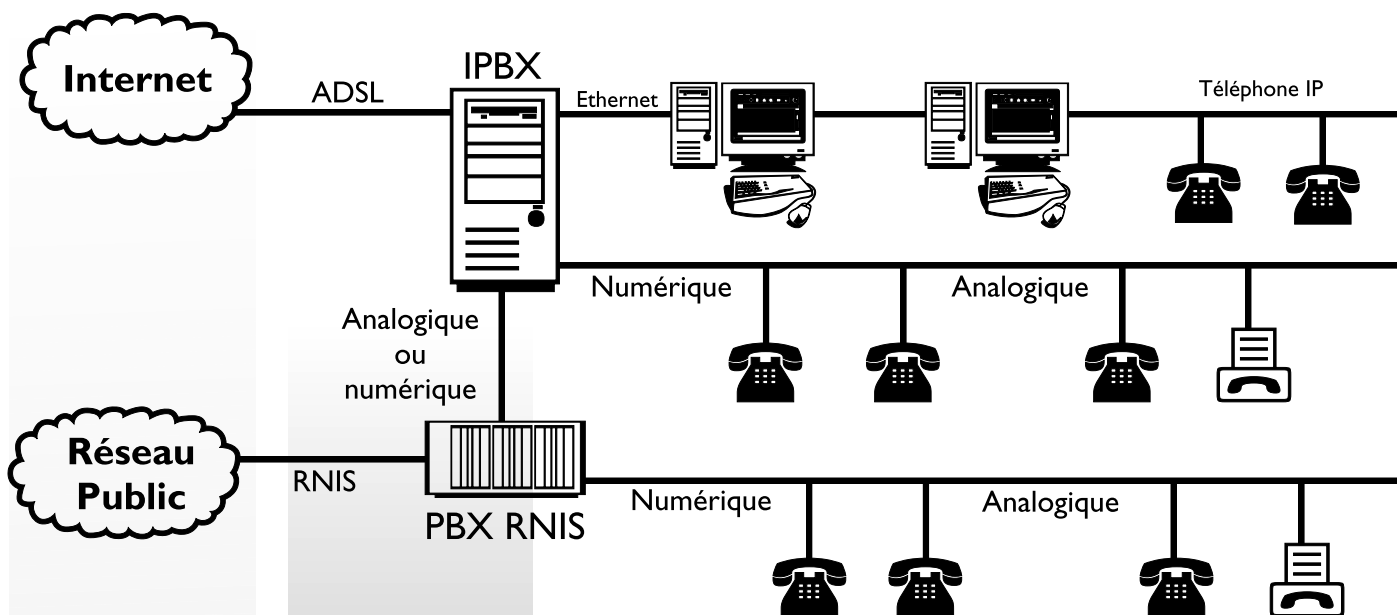 Internet
ADSL
IPBX
Ethernet
Téléphone IP
Numérique
Analogique
Analogique
ou
numérique
Réseau
Public
RNIS
PBX RNIS
Numérique
Analogique